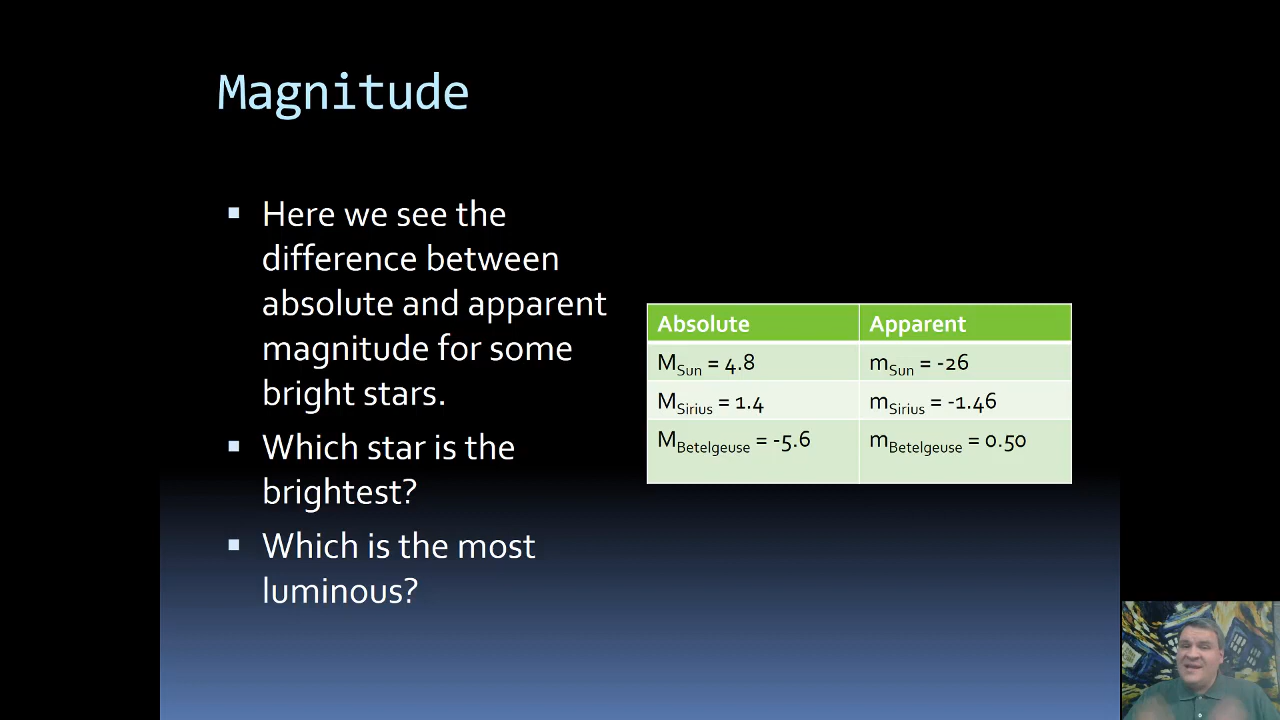 Magnitude
Here we see the
difference between
absolute and apparent
magnitude for some
bright stars.
Which star is the
brightest?
Which is the most
luminous?
Absolute Apparent
MSun = 4.8 mSun = -26
MSirius = 1.4 mSirius = -1.46
MBetelgeuse = -5.6 mBetelgeuse = 0.50